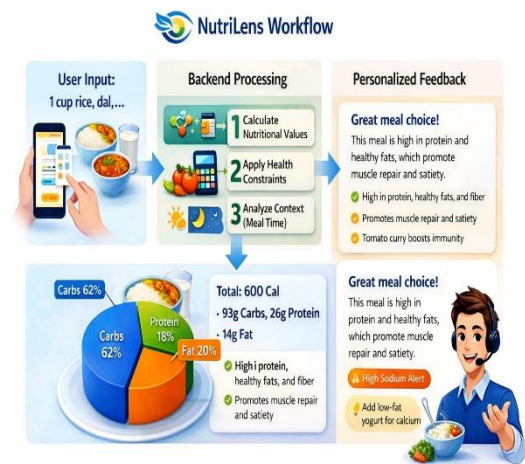 NutriLens Workflow
User Input:
1 cup rice, dal,...
Backend Processing
1 Calculate
Nutritional Values
2 Apply Health
Constraints
3 Analyze Context
(Meal Time)
Personalized Feedback
Great meal choice!
This meal is high in protein and
healthy fats, which promote
muscle repair and satiety.
High in protein, healthy fats, and fiber
Promotes muscle repair and satiety
Tomato curry boosts immunity
Carbs 62%
Carbs
62%
Protein
18%
Fat 20%
Total: 600 Cal
· 93g Carbs, 26g Protein
· 14g Fat
High i protein,
healthy fats, and fiber
Promotes muscle repair
and satiety
Great meal choice!
This meal is high in
protein and healthy fats,
which promote muscle
repair and satiety.
High Sodium Alert
Add low-fat
yogurt for calcium